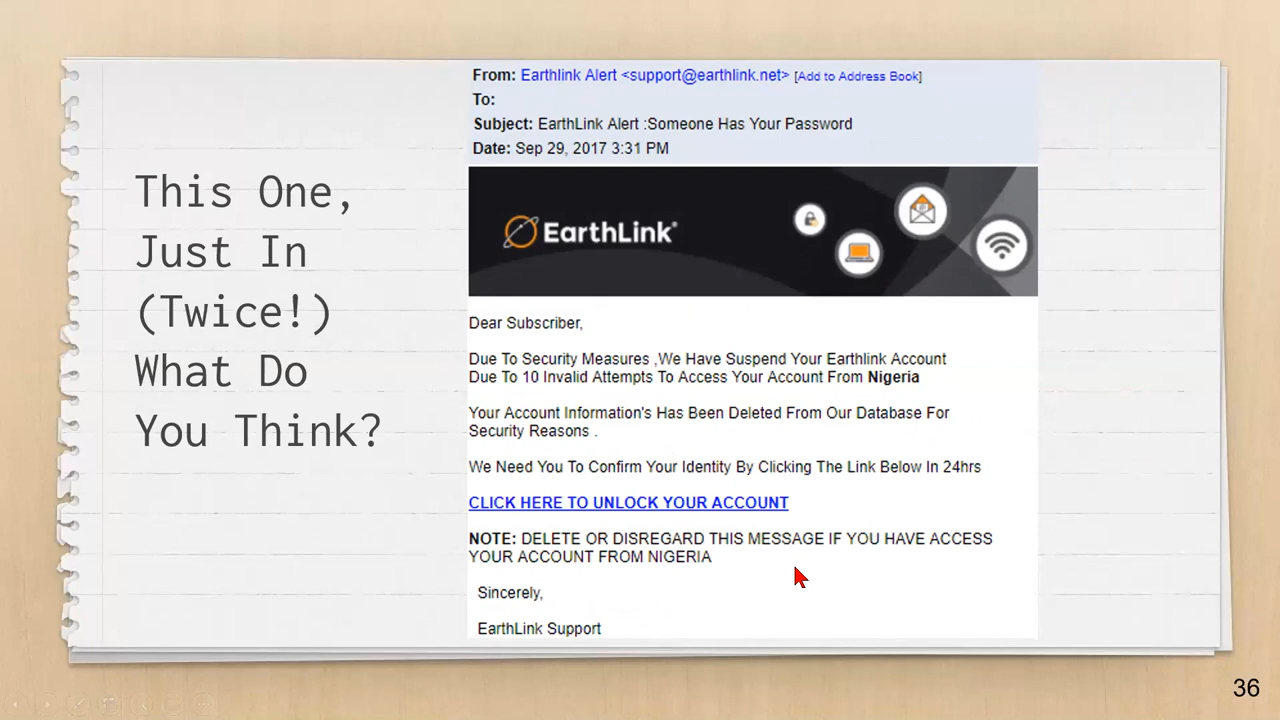 This One,
Just In
(Twice!)
What Do
You Think?
From: Earthlink Alert <support@earthlink.net> [Add to Address Book]
To:
Subject: EarthLink Alert :Someone Has Your Password
Date: Sep 29, 2017 3:31 PM
EarthLink®
Dear Subscriber,
Due To Security Measures ,We Have Suspend Your Earthlink Account
Due To 10 Invalid Attempts To Access Your Account From Nigeria
Your Account Information's Has Been Deleted From Our Database For
Security Reasons .
We Need You To Confirm Your Identity By Clicking The Link Below In 24hrs
CLICK HERE TO UNLOCK YOUR ACCOUNT
NOTE: DELETE OR DISREGARD THIS MESSAGE IF YOU HAVE ACCESS
YOUR ACCOUNT FROM NIGERIA
Sincerely,
EarthLink Support
36